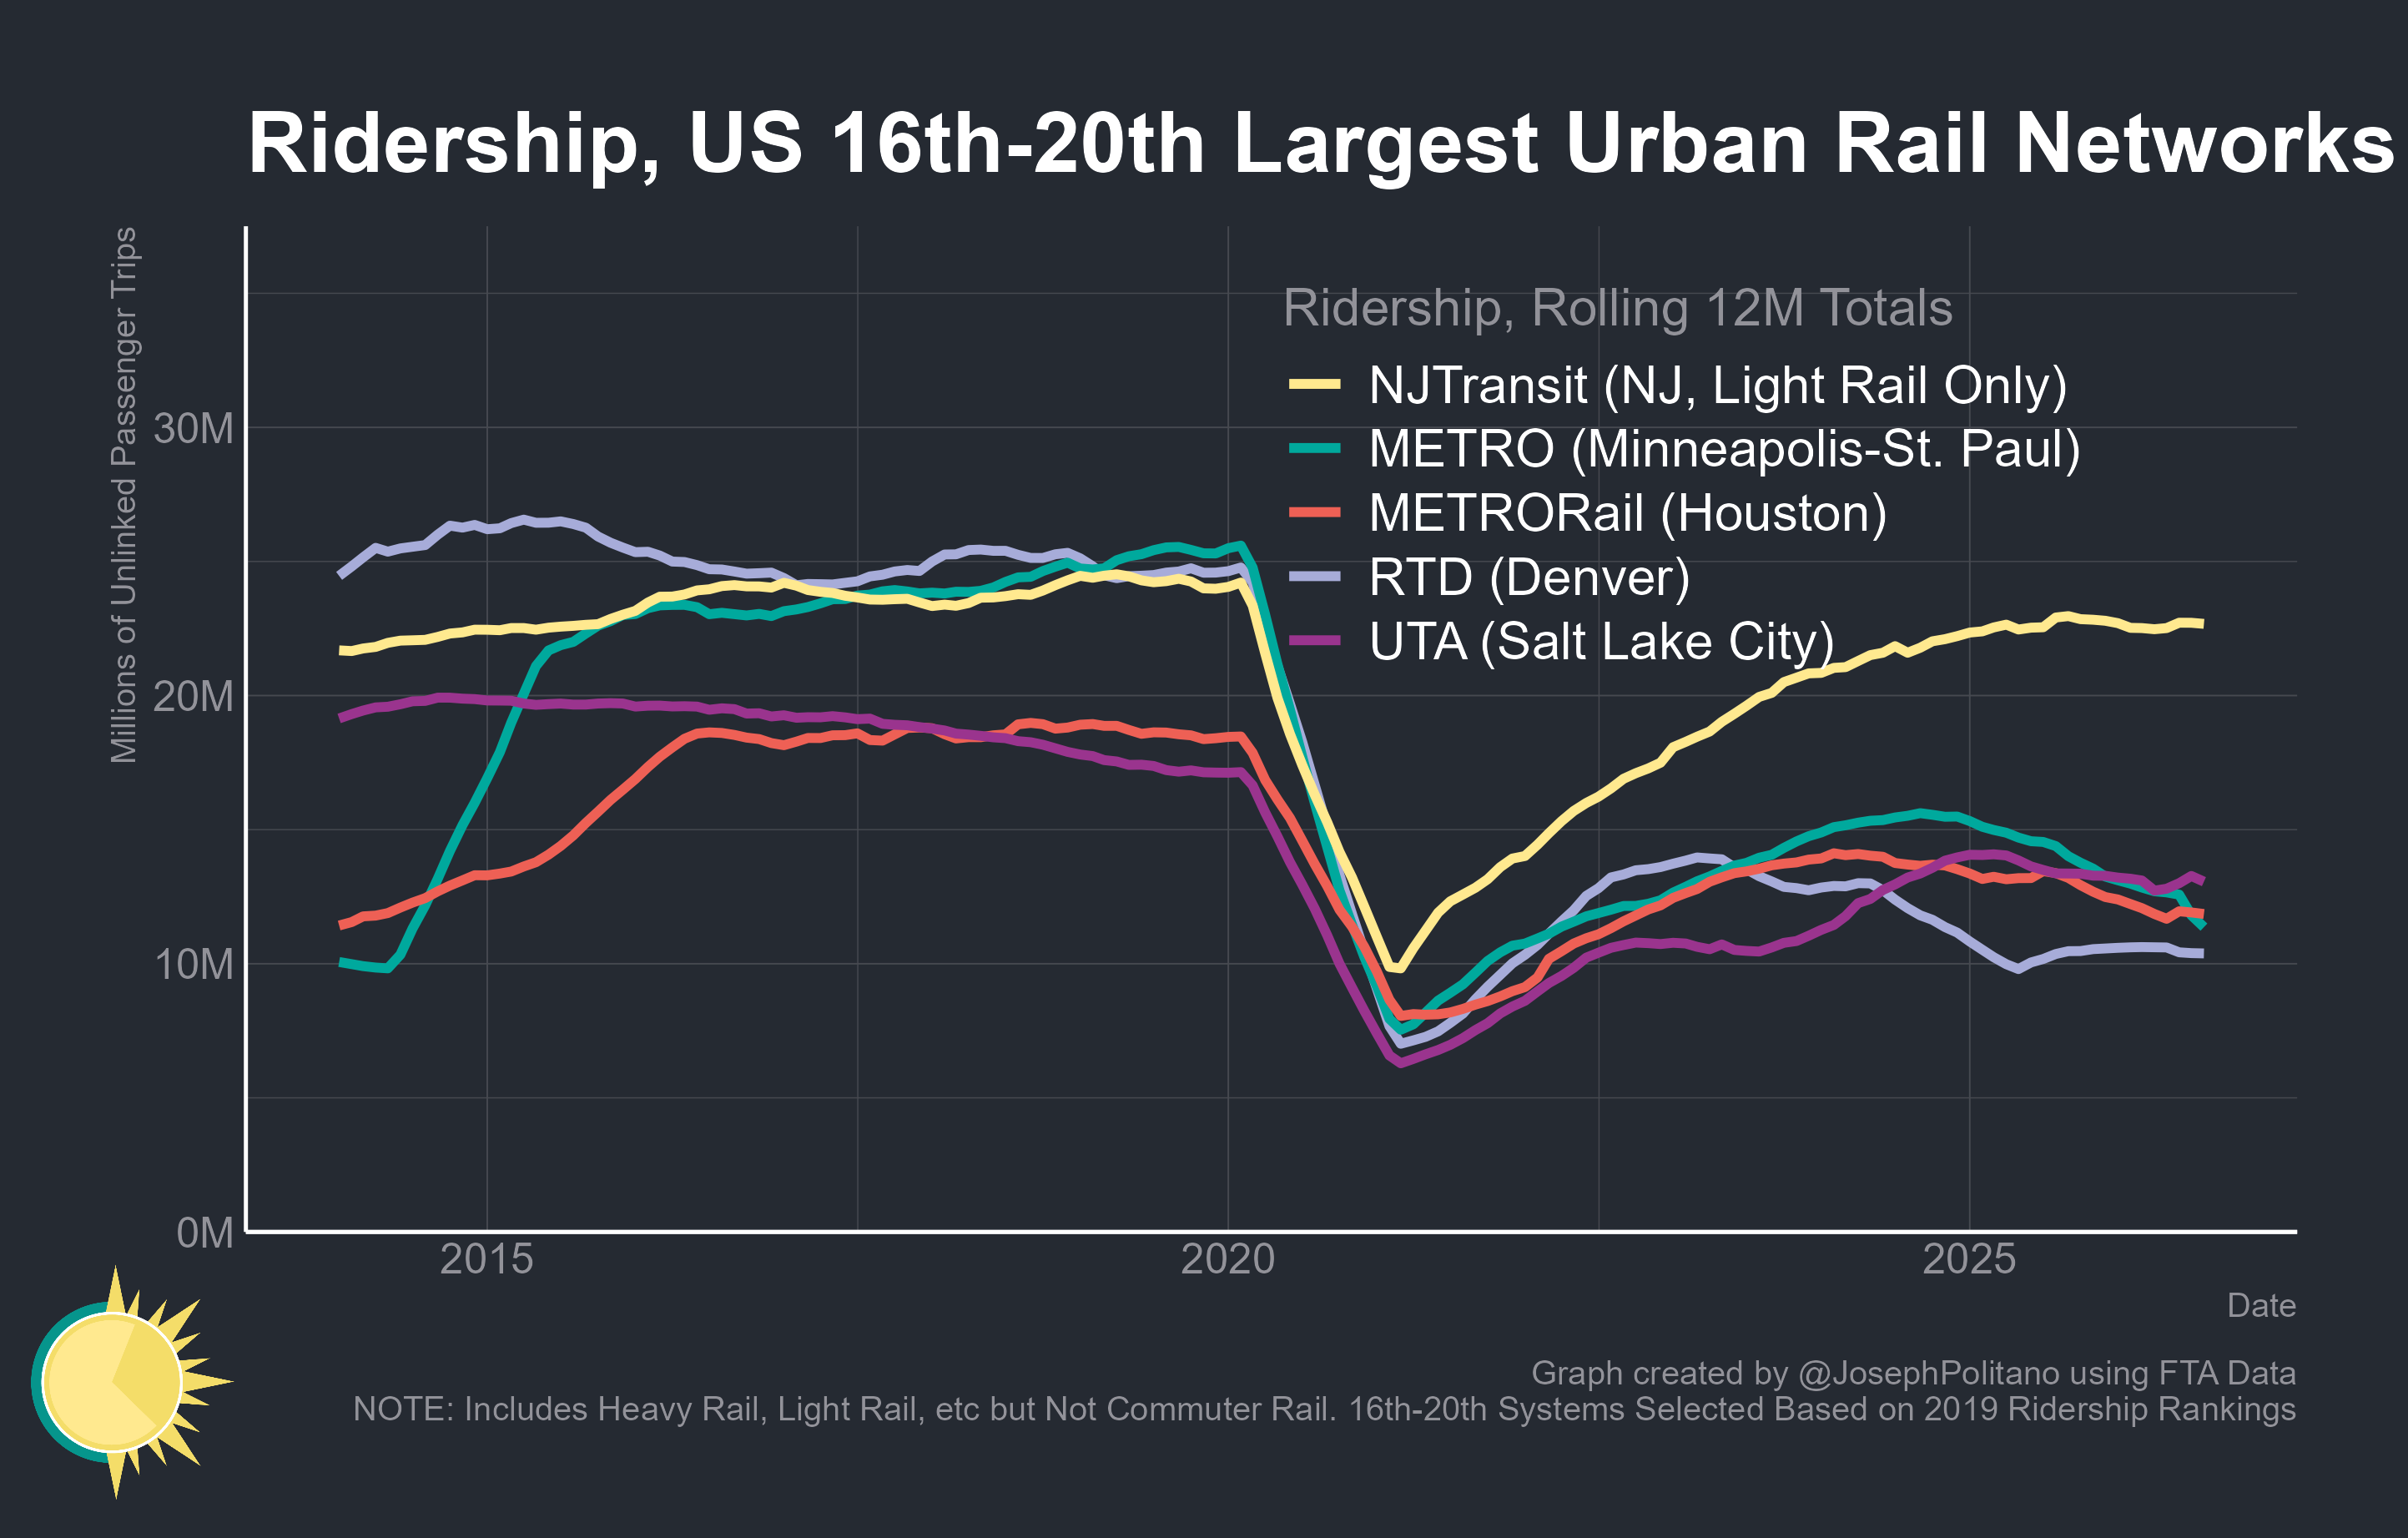 Ridership, US 16th-20th Largest Urban Rail Networks
Millions of Unlinked Passenger Trips
Ridership, Rolling 12M Totals
NJTransit (NJ, Light Rail Only)
METRO (Minneapolis-St. Paul)
METRORail (Houston)
RTD (Denver)
UTA (Salt Lake City)
30M
20M
10M
0M
2015
2020
2025
Date
Graph created by @JosephPolitano using FTA Data
NOTE: Includes Heavy Rail, Light Rail, etc but Not Commuter Rail. 16th-20th Systems Selected Based on 2019 Ridership Rankings